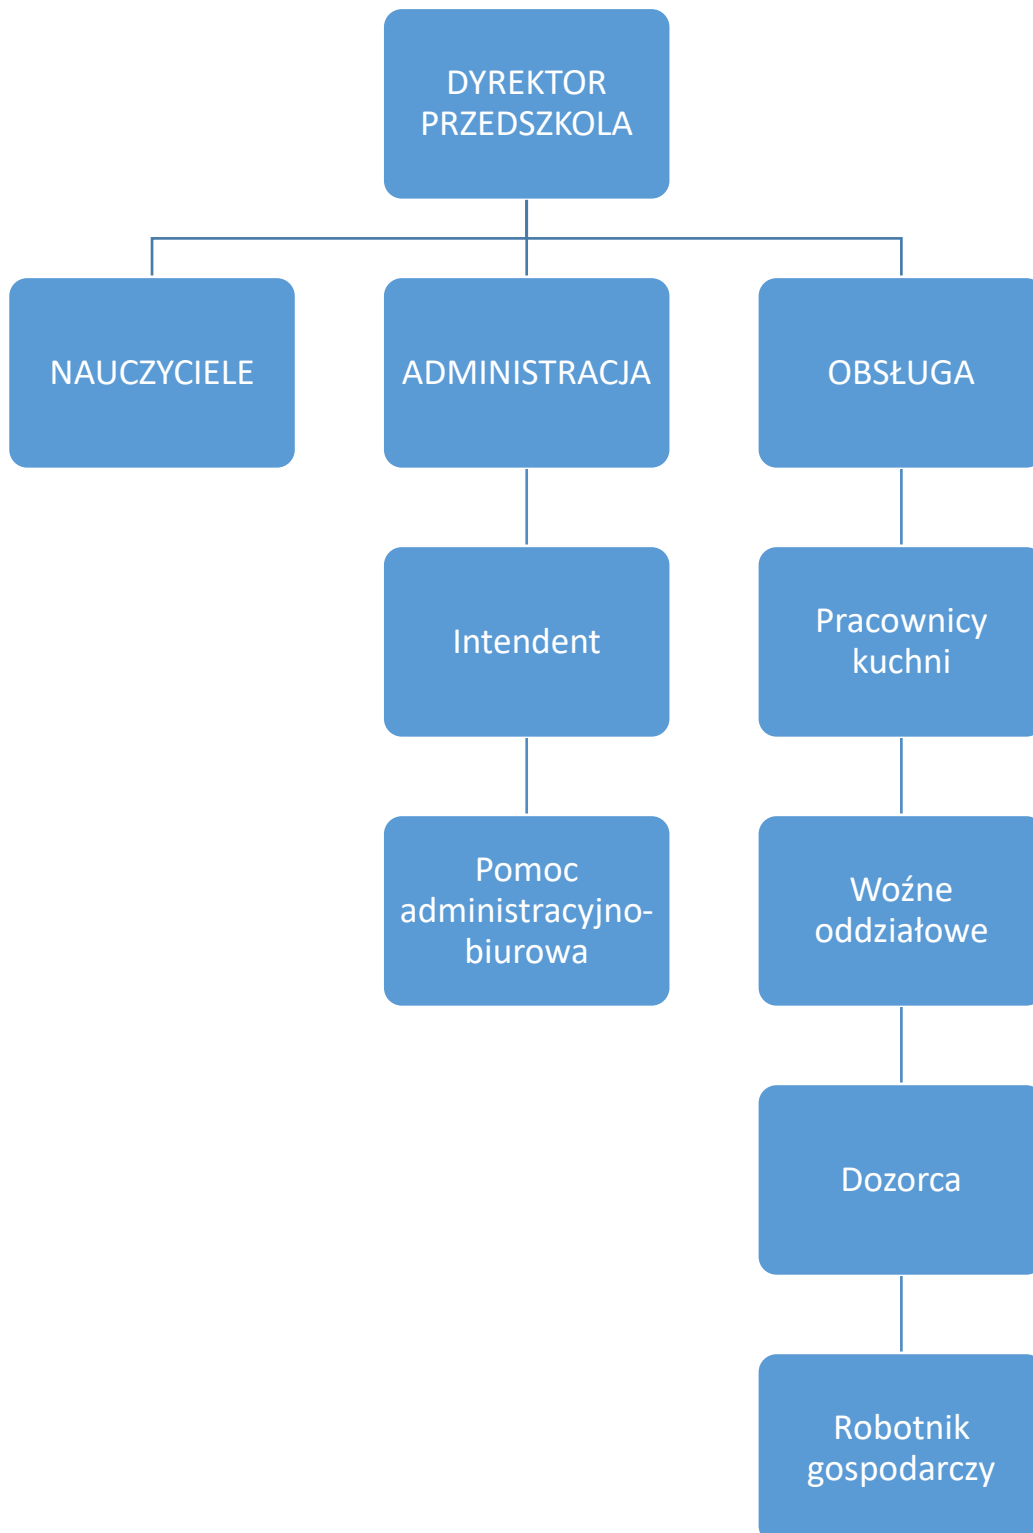 DYREKTOR
PRZEDSZKOLA
NAUCZYCIELE
ADMINISTRACJA
OBSŁUGA
Intendent
Pracownicy
kuchni
Pomoc
administracyjno-
biurowa
Woźne
oddziałowe
Dozorca
Robotnik
gospodarczy